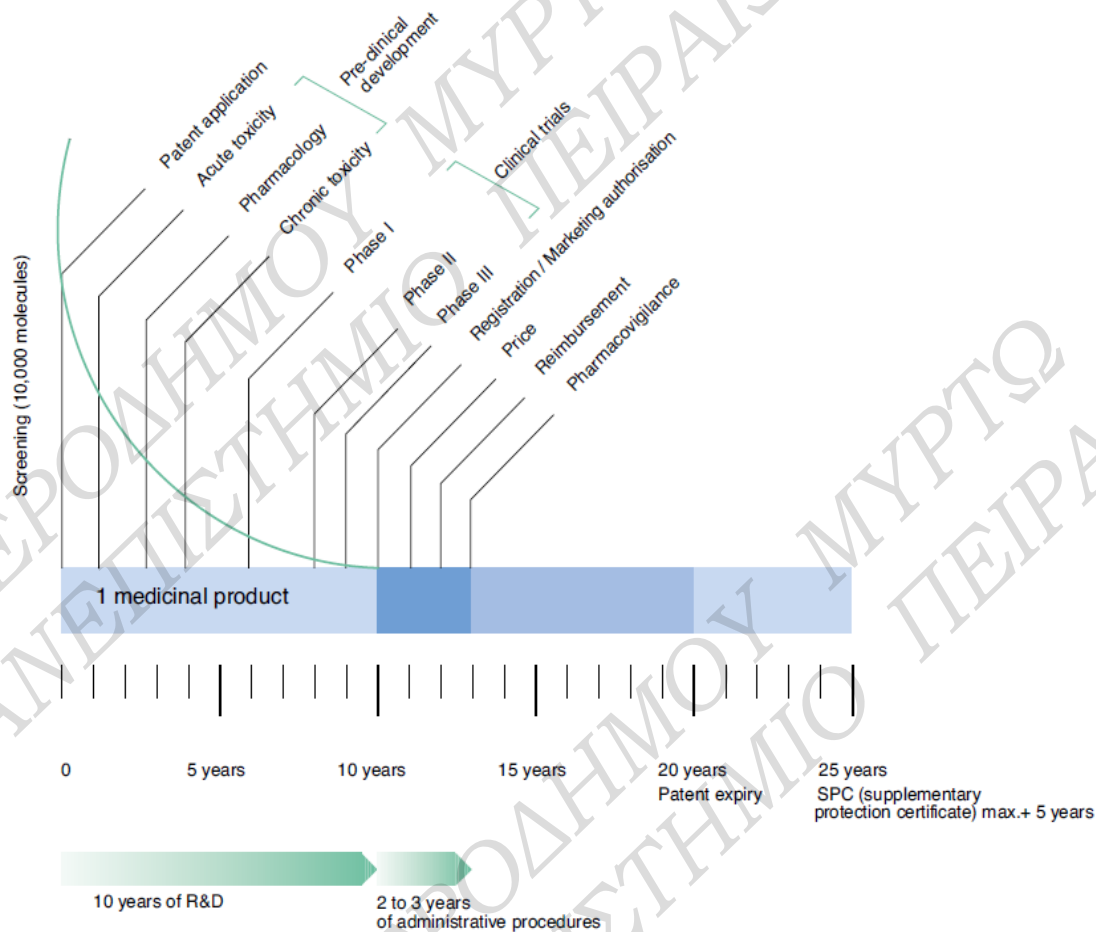 Pre-clinical
development
Patent application
Acute toxicity
Pharmacology
Chronic toxicity
Clinical trials
Phase I
Phase II
Phase III
Registration / Marketing authorisation
Price
Reimbursement
Pharmacovigilance
Screening (10,000 molecules)
1 medicinal product
0
5 years
10 years
15 years
20 years
Patent expiry
25 years
SPC (supplementary
protection certificate) max.+ 5 years
10 years of R&D
2 to 3 years
of administrative procedures
ΜΥΡΤΩ